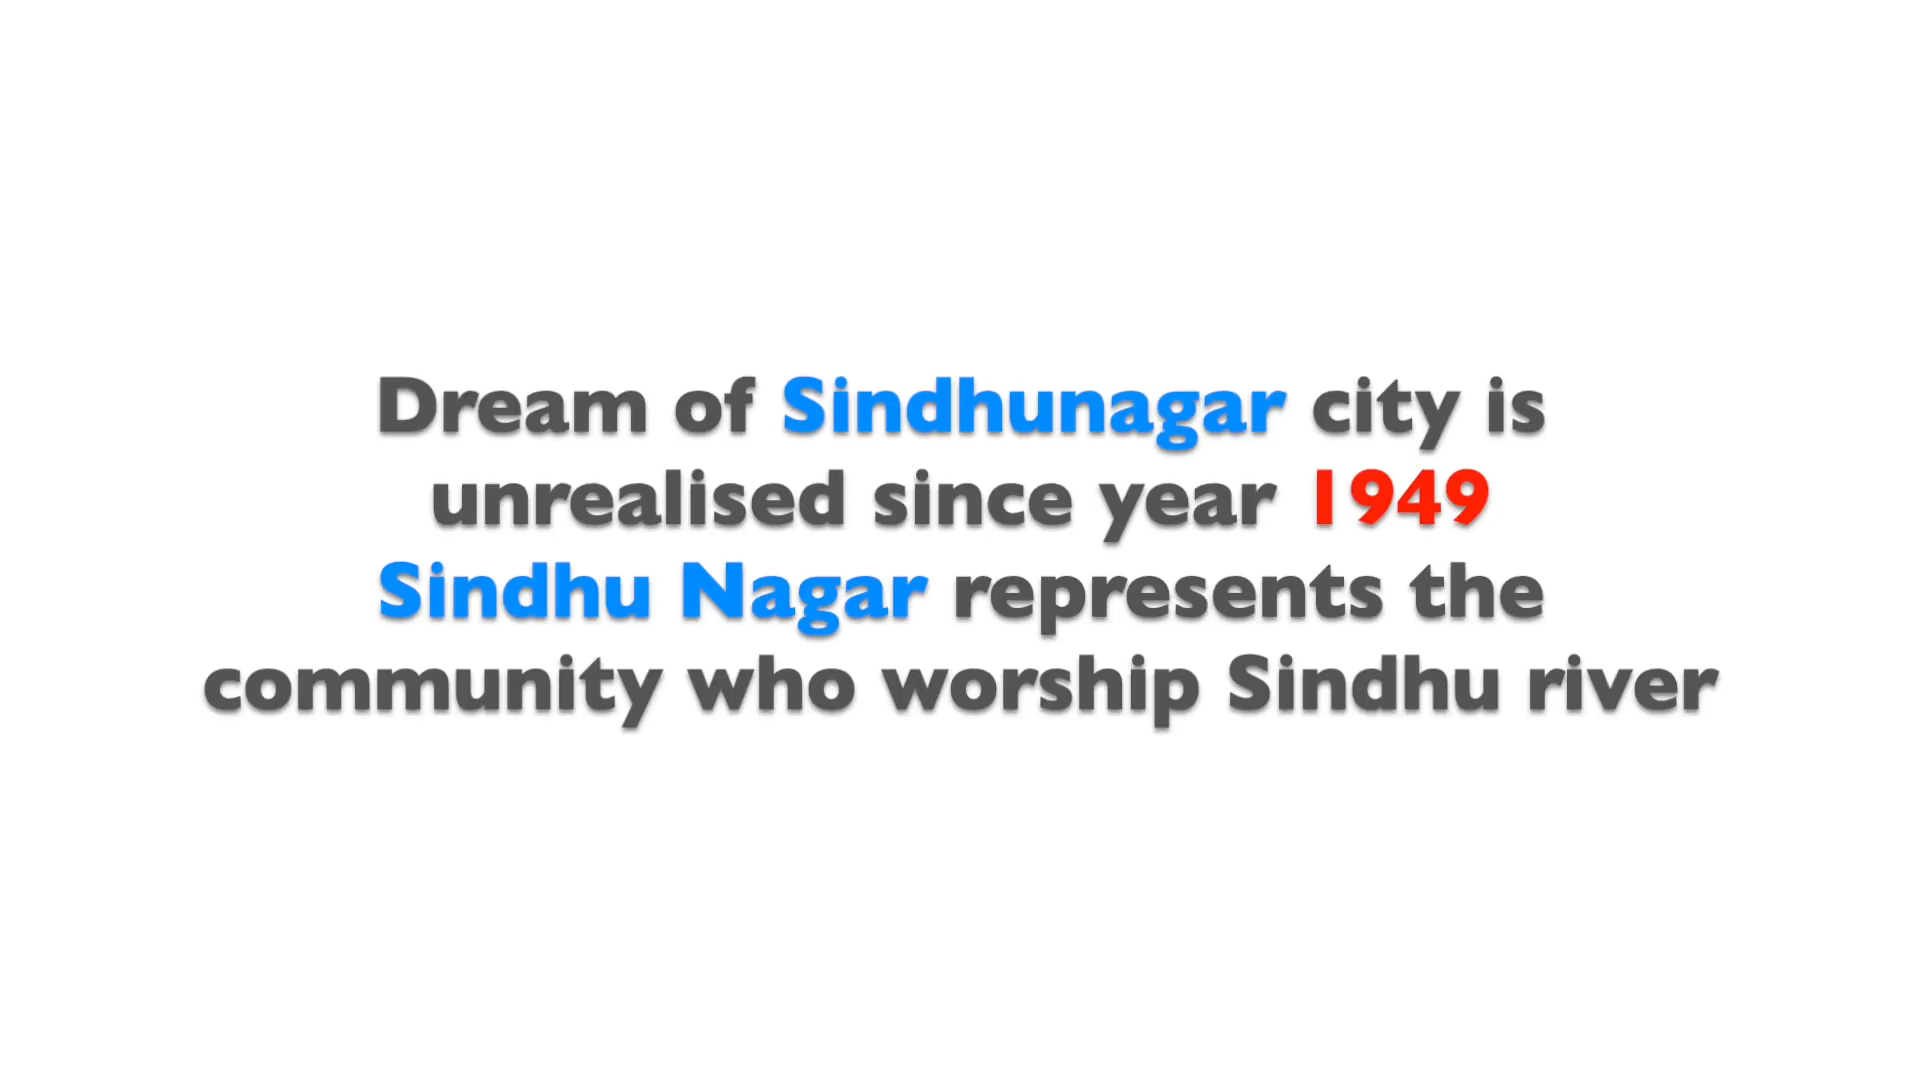 Dream of Sindhunagar city is
unrealised since year 1949
Sindhu Nagar represents the
community who worship Sindhu river